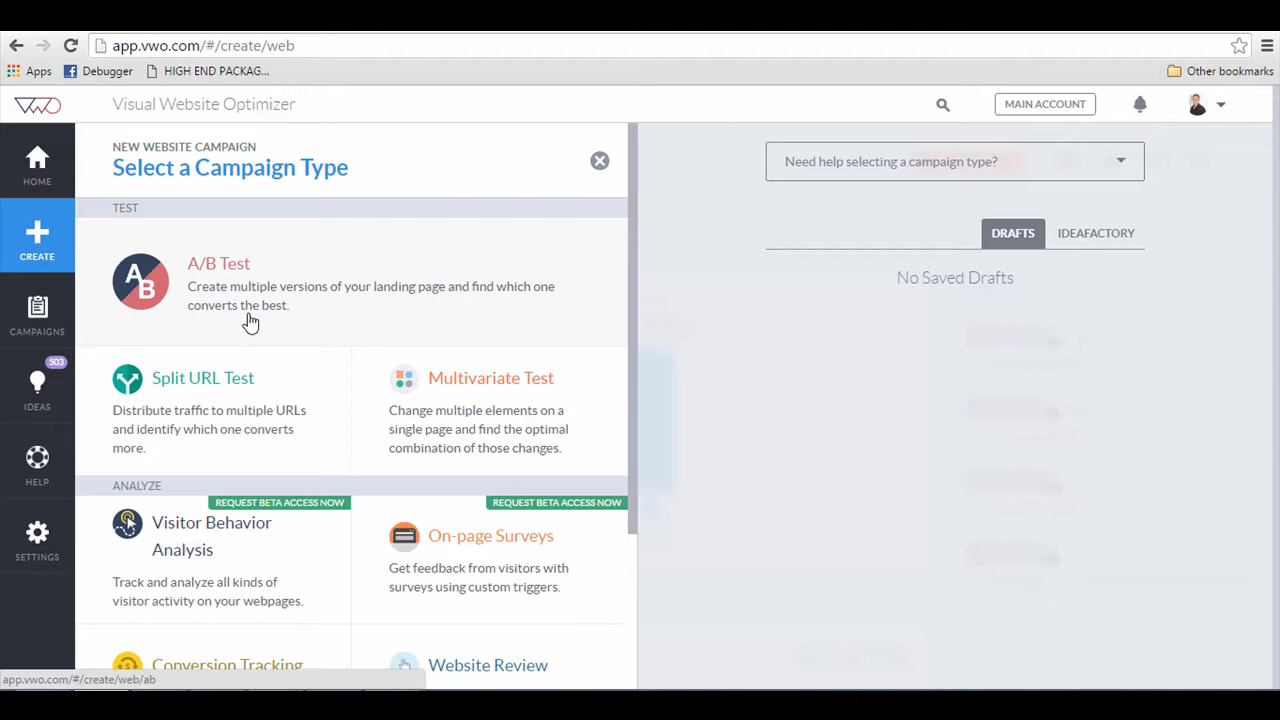 app.vwo.com/#/create/web
Apps
Debugger
HIGH END PACKAG...
Other bookmarks
VWO
Visual Website Optimizer
MAIN ACCOUNT
HOME
CREATE
CAMPAIGNS
503
IDEAS
HELP
SETTINGS
NEW WEBSITE CAMPAIGN
Select a Campaign Type
TEST
A
B
A/B Test
Create multiple versions of your landing page and find which one
converts the best.
Split URL Test
Distribute traffic to multiple URLs
and identify which one converts
more.
Multivariate Test
Change multiple elements on a
single page and find the optimal
combination of those changes.
ANALYZE
REQUEST BETA ACCESS NOW
Visitor Behavior
Analysis
Track and analyze all kinds of
visitor activity on your webpages.
REQUEST BETA ACCESS NOW
On-page Surveys
Get feedback from visitors with
surveys using custom triggers.
Conversion Tracking
Website Review
Need help selecting a campaign type?
DRAFTS
IDEAFACTORY
No Saved Drafts
app.vwo.com/#/create/web/ab